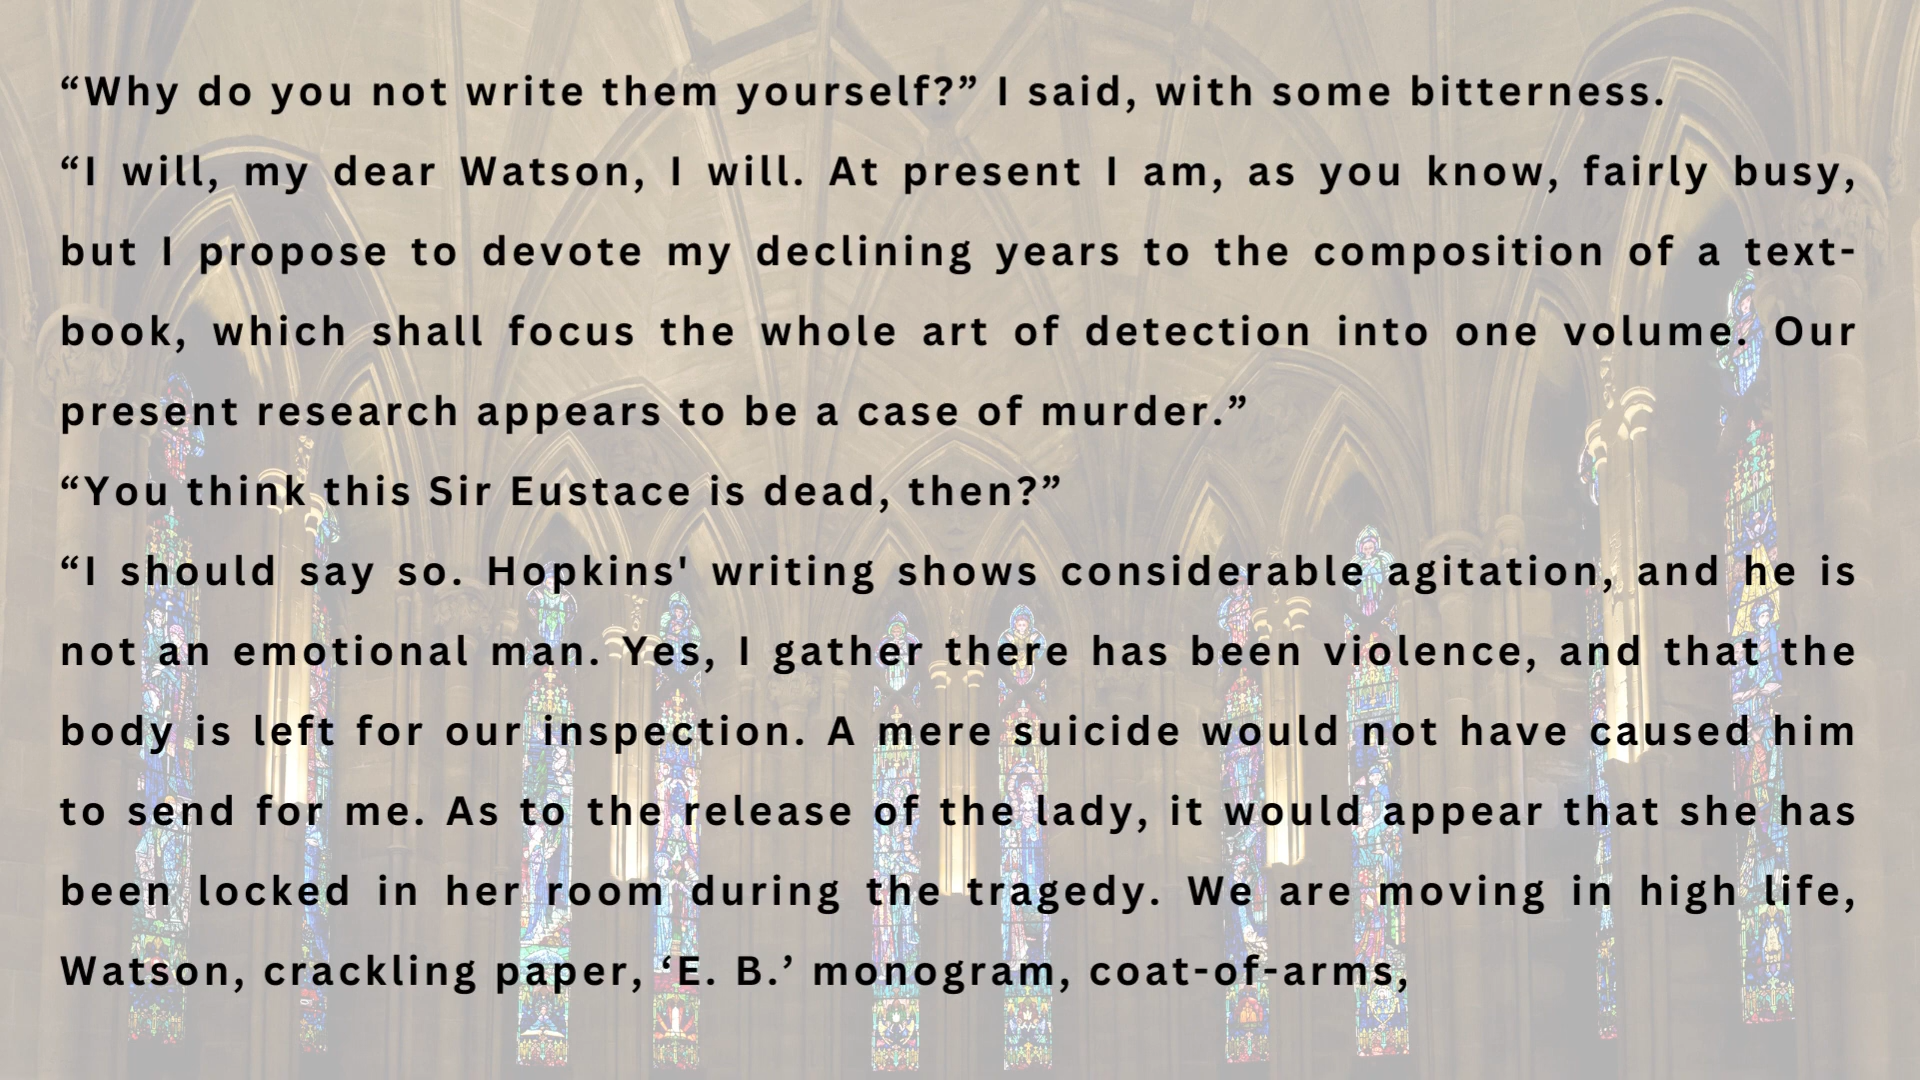 “Why do you not write them yourself?” I said, with some bitterness.
“I will, my dear Watson, I will. At present I am, as you know, fairly busy,
but I propose to devote my declining years to the composition of a text-
book, which shall focus the whole art of detection into one volume. Our
present research appears to be a case of murder.”
“You think this Sir Eustace is dead, then?”
“I should say so. Hopkins' writing shows considerable agitation, and he is
not an emotional man. Yes, I gather there has been violence, and that the
body is left for our inspection. A mere suicide would not have caused him
to send for me. As to the release of the lady, it would appear that she has
been locked in her room during the tragedy. We are moving in high life,
Watson, crackling paper, ‘E. B.’ monogram, coat-of-arms,